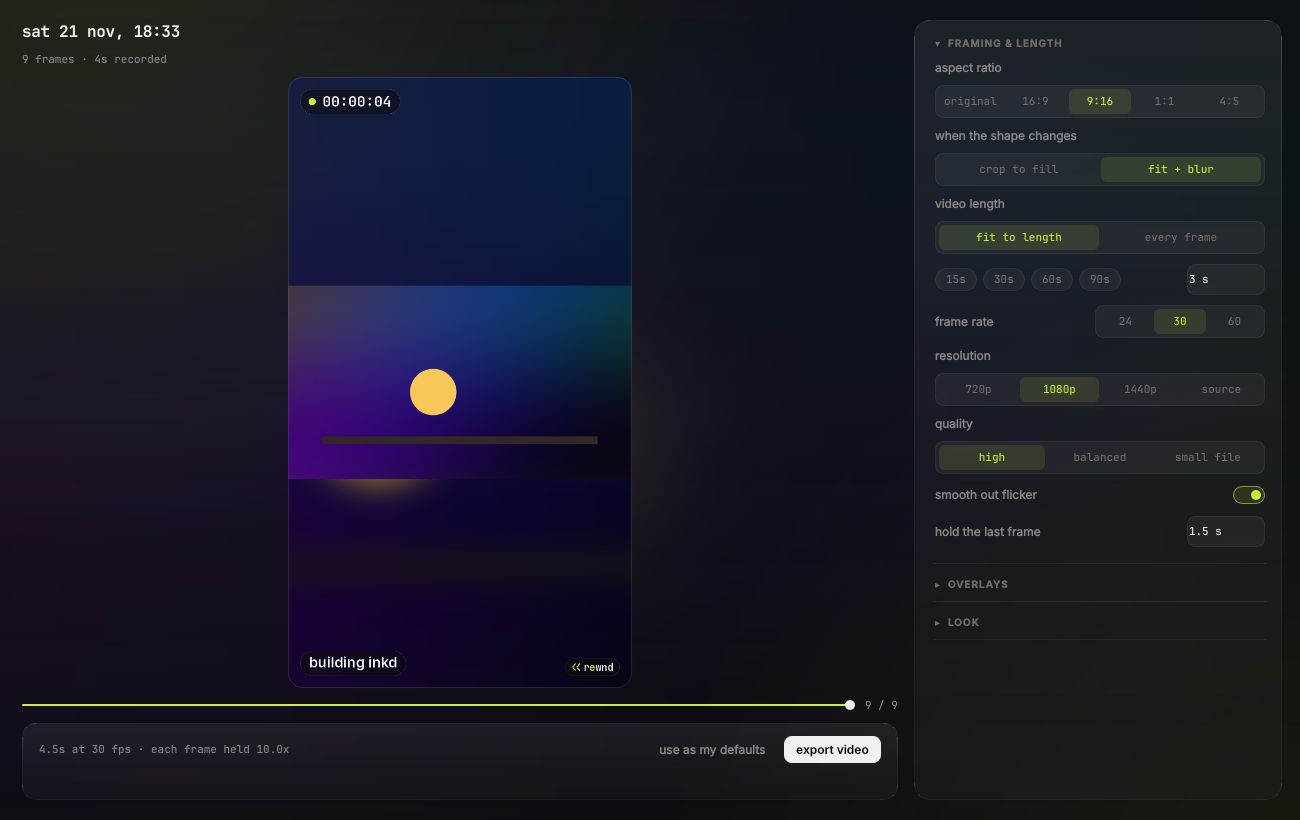 sat 21 nov, 18:33
9 frames · 4s recorded
00:00:04
building inkd
rewnd
9 / 9
4.5s at 30 fps · each frame held 10.0x
use as my defaults
export video
▾ FRAMING & LENGTH
aspect ratio
original 16:9 9:16 1:1 4:5
when the shape changes
crop to fill fit + blur
video length
fit to length every frame
15s 30s 60s 90s 3 s
frame rate 24 30 60
resolution
720p 1080p 1440p source
quality
high balanced small file
smooth out flicker
hold the last frame 1.5 s
▸ OVERLAYS
▸ LOOK